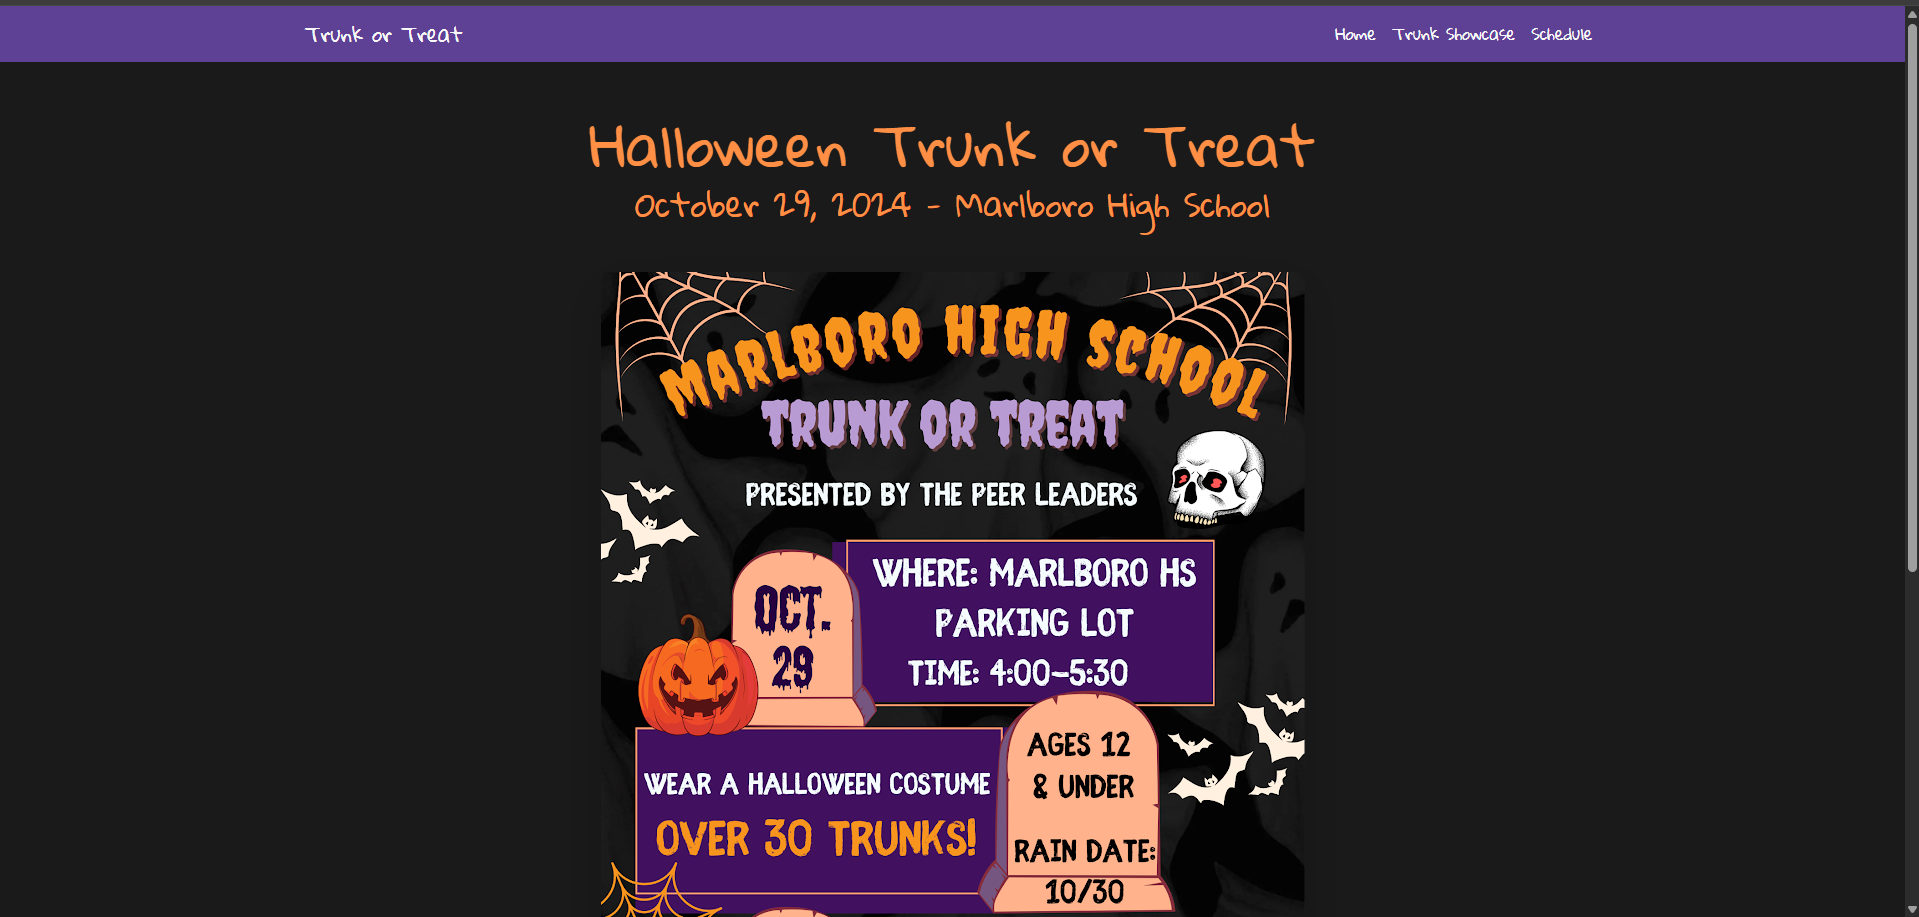 Trunk or Treat
Home Trunk Showcase Schedule
Halloween Trunk or Treat
October 29, 2024 - Marlboro High School
MARLBORO HIGH SCHOOL
TRUNK OR TREAT
PRESENTED BY THE PEER LEADERS
OCT.
29
WHERE: MARLBORO HS
PARKING LOT
TIME: 4:00-5:30
WEAR A HALLOWEEN COSTUME
OVER 30 TRUNKS!
AGES 12
& UNDER
RAIN DATE:
10/30